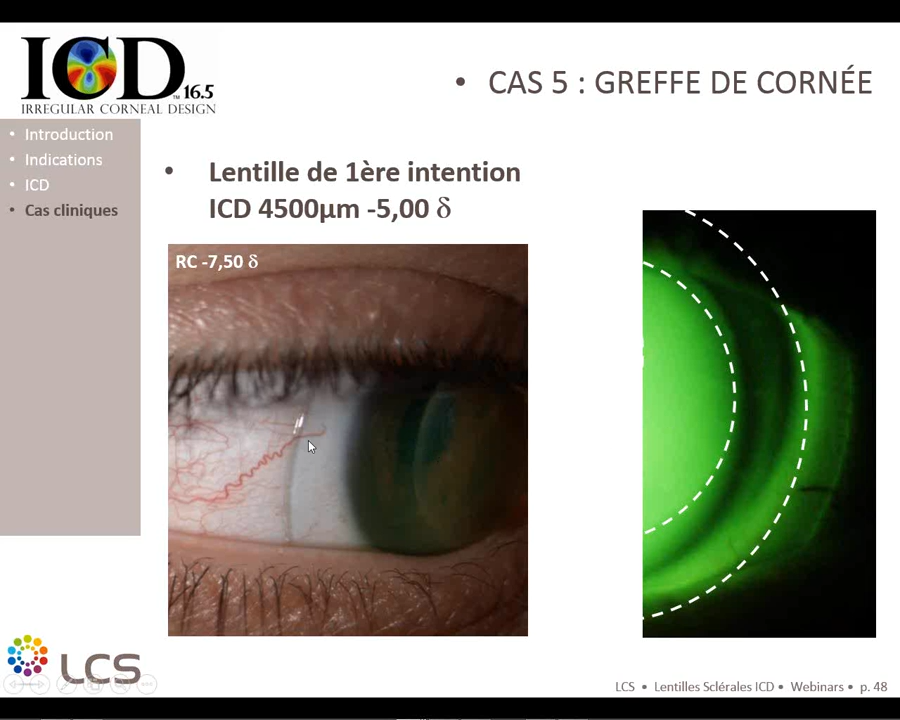 ICD
™ 16.5
IRREGULAR CORNEAL DESIGN
• CAS 5 : GREFFE DE CORNÉE
• Introduction
• Indications
• ICD
• Cas cliniques
• Lentille de 1ère intention
ICD 4500µm -5,00 δ
RC -7,50 δ
LCS
LCS • Lentilles Sclérales ICD • Webinars • p. 48